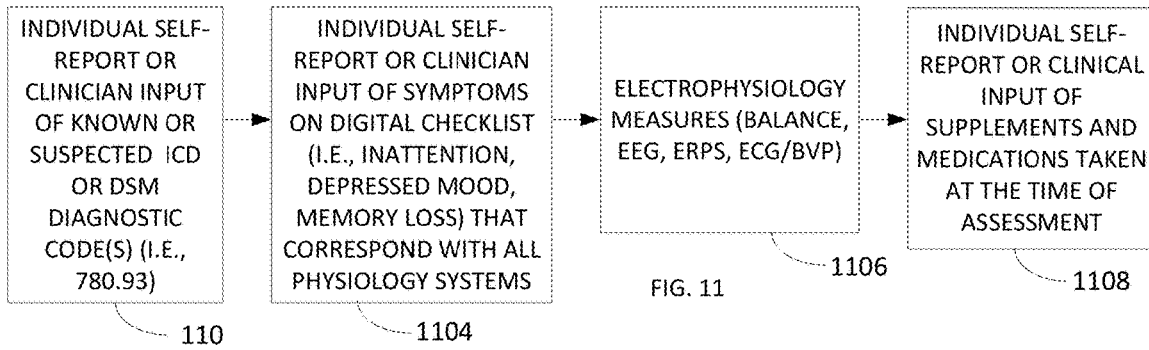 INDIVIDUAL SELF-
REPORT OR
CLINICIAN INPUT
OF KNOWN OR
SUSPECTED ICD
OR DSM
DIAGNOSTIC
CODE(S) (I.E.,
780.93)
110
INDIVIDUAL SELF-
REPORT OR CLINICIAN
INPUT OF SYMPTOMS
ON DIGITAL CHECKLIST
(I.E., INATTENTION,
DEPRESSED MOOD,
MEMORY LOSS) THAT
CORRESPOND WITH ALL
PHYSIOLOGY SYSTEMS
1104
ELECTROPHYSIOLOGY
MEASURES (BALANCE,
EEG, ERPS, ECG/BVP)
1106
INDIVIDUAL SELF-
REPORT OR CLINICAL
INPUT OF
SUPPLEMENTS AND
MEDICATIONS TAKEN
AT THE TIME OF
ASSESSMENT
1108
FIG. 11